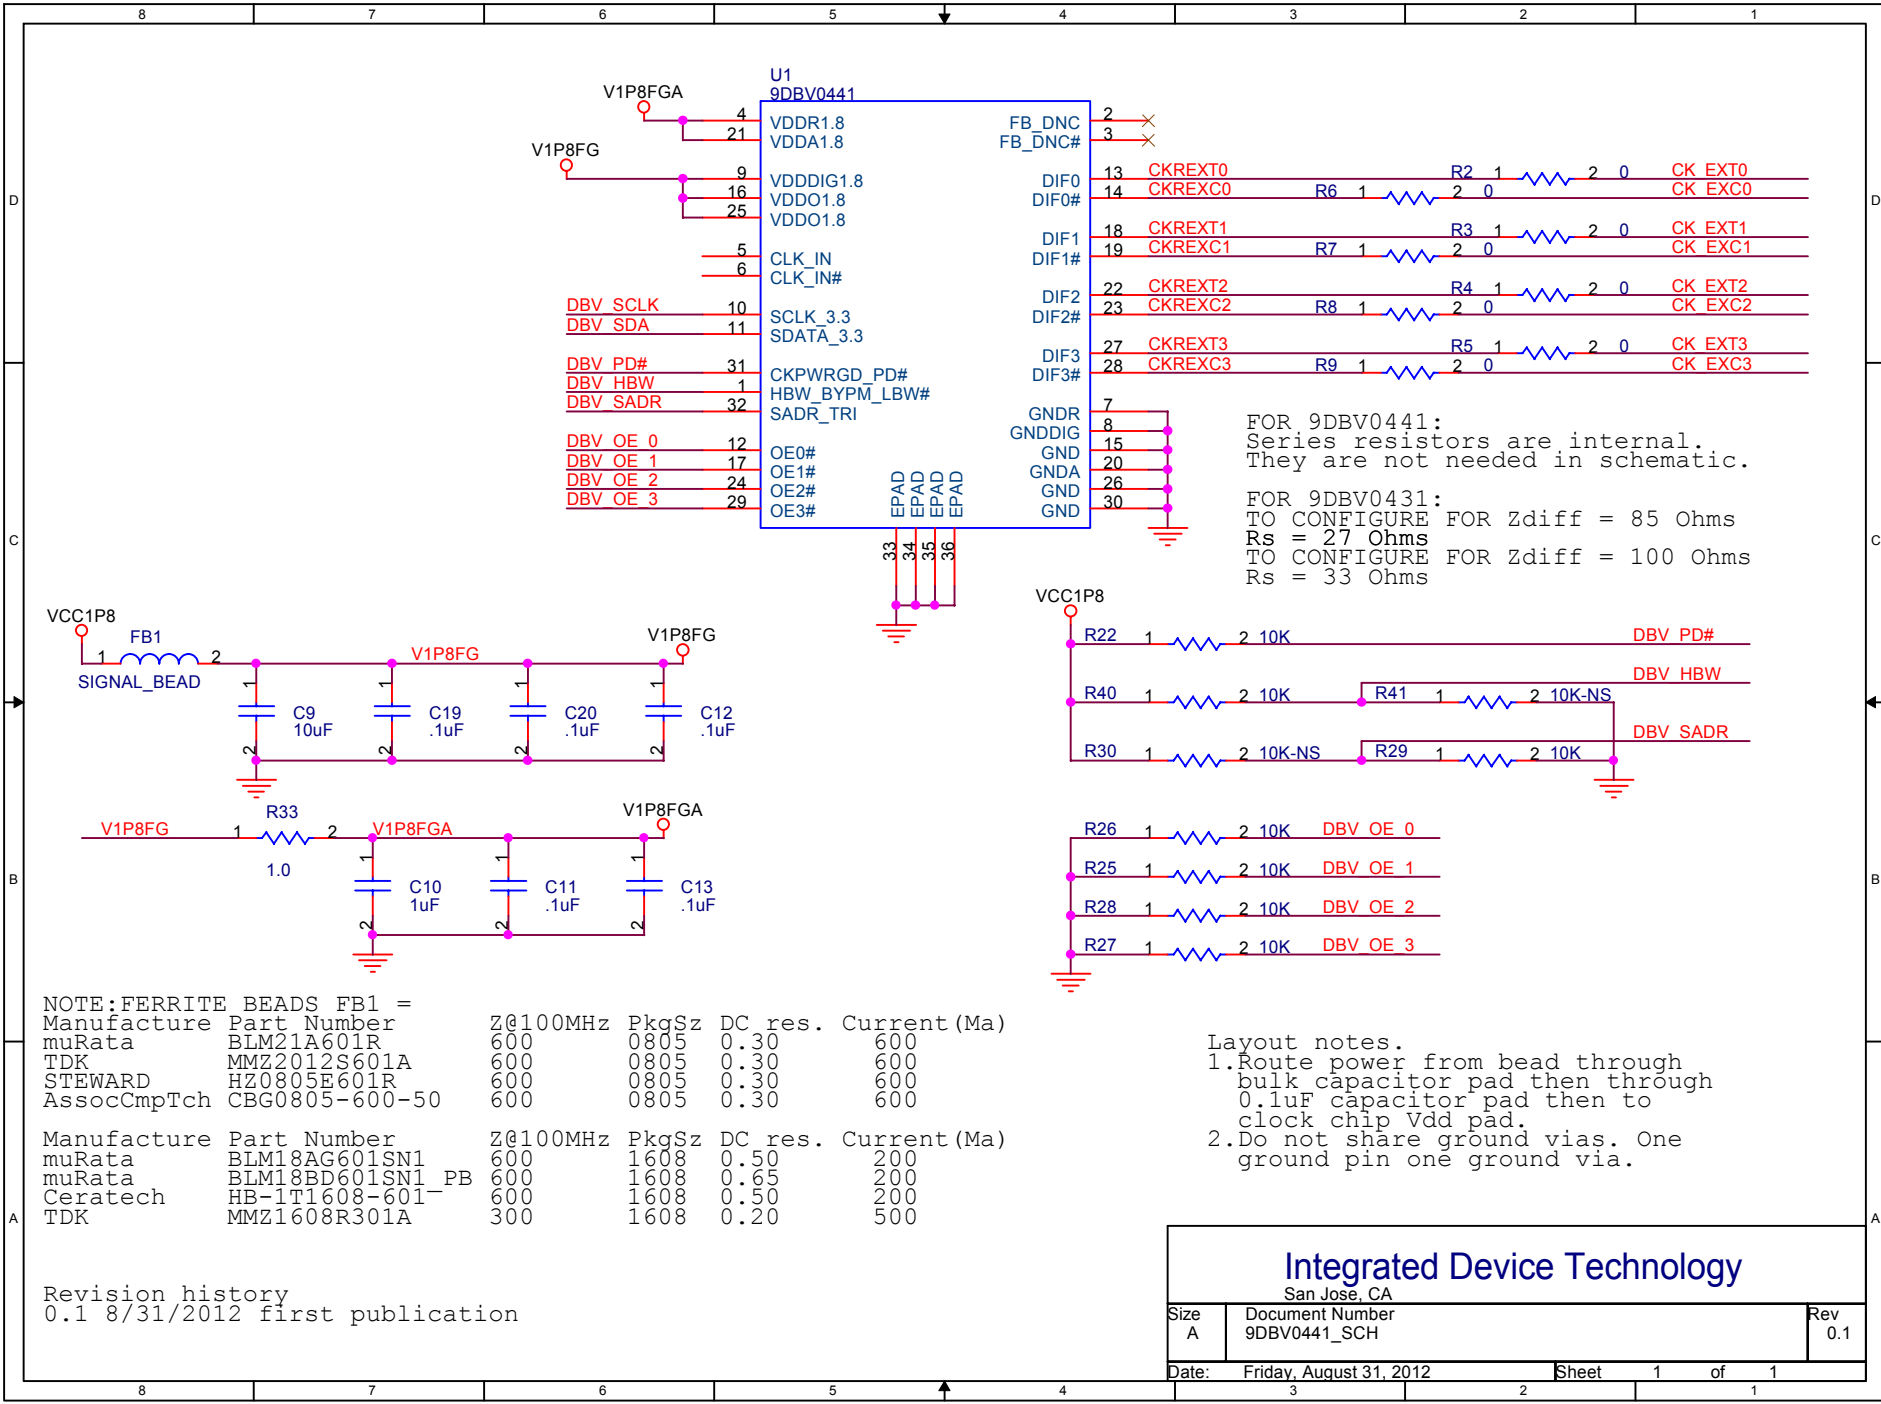 8 7 6 5 4 3 2 1
D
C
B
A
D
C
B
A
U1
9DBV0441
V1P8FGA
V1P8FG
4 VDDR1.8
21 VDDA1.8
9 VDDDIG1.8
16 VDDO1.8
25 VDDO1.8
5 CLK_IN
6 CLK_IN#
DBV_SCLK 10 SCLK_3.3
DBV_SDA 11 SDATA_3.3
DBV_PD# 31 CKPWRGD_PD#
DBV_HBW 1 HBW_BYPM_LBW#
DBV_SADR 32 SADR_TRI
DBV_OE_0 12 OE0#
DBV_OE_1 17 OE1#
DBV_OE_2 24 OE2#
DBV_OE_3 29 OE3#
EPAD EPAD EPAD EPAD
33 34 35 36
FB_DNC 2
FB_DNC# 3
DIF0 13 CKREXT0 R2 1 2 0 CK_EXT0
DIF0# 14 CKREXC0 R6 1 2 0 CK_EXC0
DIF1 18 CKREXT1 R3 1 2 0 CK_EXT1
DIF1# 19 CKREXC1 R7 1 2 0 CK_EXC1
DIF2 22 CKREXT2 R4 1 2 0 CK_EXT2
DIF2# 23 CKREXC2 R8 1 2 0 CK_EXC2
DIF3 27 CKREXT3 R5 1 2 0 CK_EXT3
DIF3# 28 CKREXC3 R9 1 2 0 CK_EXC3
GNDR 7
GNDDIG 8
GND 15
GNDA 20
GND 26
GND 30
FOR 9DBV0441:
Series resistors are internal.
They are not needed in schematic.
FOR 9DBV0431:
TO CONFIGURE FOR Zdiff = 85 Ohms
Rs = 27 Ohms
TO CONFIGURE FOR Zdiff = 100 Ohms
Rs = 33 Ohms
VCC1P8
FB1
1 2
SIGNAL_BEAD
V1P8FG
V1P8FG
1 1 1 1
C9
10uF
C19
.1uF
C20
.1uF
C12
.1uF
2 2 2 2
V1P8FG
R33
1 2
1.0
V1P8FGA
V1P8FGA
1 1 1
C10
1uF
C11
.1uF
C13
.1uF
2 2 2
VCC1P8
R22 1 2 10K DBV_PD#
DBV_HBW
R40 1 2 10K R41 1 2 10K-NS
DBV_SADR
R30 1 2 10K-NS R29 1 2 10K
R26 1 2 10K DBV_OE_0
R25 1 2 10K DBV_OE_1
R28 1 2 10K DBV_OE_2
R27 1 2 10K DBV_OE_3
NOTE:FERRITE BEADS FB1 =
Manufacture Part Number Z@100MHz PkgSz DC res. Current(Ma)
muRata BLM21A601R 600 0805 0.30 600
TDK MMZ2012S601A 600 0805 0.30 600
STEWARD HZ0805E601R 600 0805 0.30 600
AssocCmpTch CBG0805-600-50 600 0805 0.30 600
Manufacture Part Number Z@100MHz PkgSz DC res. Current(Ma)
muRata BLM18AG601SN1 600 1608 0.50 200
muRata BLM18BD601SN1_PB 600 1608 0.65 200
Ceratech HB-1T1608-601 600 1608 0.50 200
TDK MMZ1608R301A 300 1608 0.20 500
Layout notes.
1.Route power from bead through
bulk capacitor pad then through
0.1uF capacitor pad then to
clock chip Vdd pad.
2.Do not share ground vias. One
ground pin one ground via.
Revision history
0.1 8/31/2012 first publication
Integrated Device Technology
San Jose, CA
Size Document Number Rev
A 9DBV0441_SCH 0.1
Date: Friday, August 31, 2012 Sheet 1 of 1
8 7 6 5 4 3 2 1